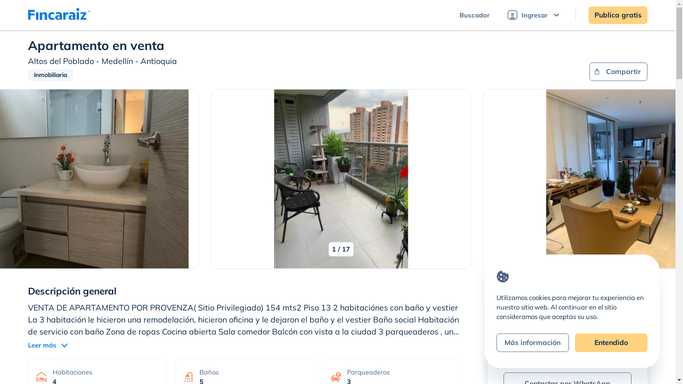 Fincaraiz
Buscador
Ingresar
Publica gratis
Apartamento en venta
Altos del Poblado - Medellín - Antioquia
Inmobiliaria
Compartir
1 / 17
Descripción general
VENTA DE APARTAMENTO POR PROVENZA( Sitio Privilegiado) 154 mts2 Piso 13 2 habitaciónes con baño y vestier
La 3 habitación le hicieron una remodelación, hicieron oficina y le dejaron el baño y el vestier Baño social Habitación
de servicio con baño Zona de ropas Cocina abierta Sala comedor Balcón con vista a la ciudad 3 parqueaderos , un...
Leer más
Habitaciones
4
Baños
5
Parqueaderos
3
Utilizamos cookies para mejorar tu experiencia en
nuestro sitio web. Al continuar en el sitio
consideramos que aceptas su uso.
Más información
Entendido
Contactar por WhatsApp